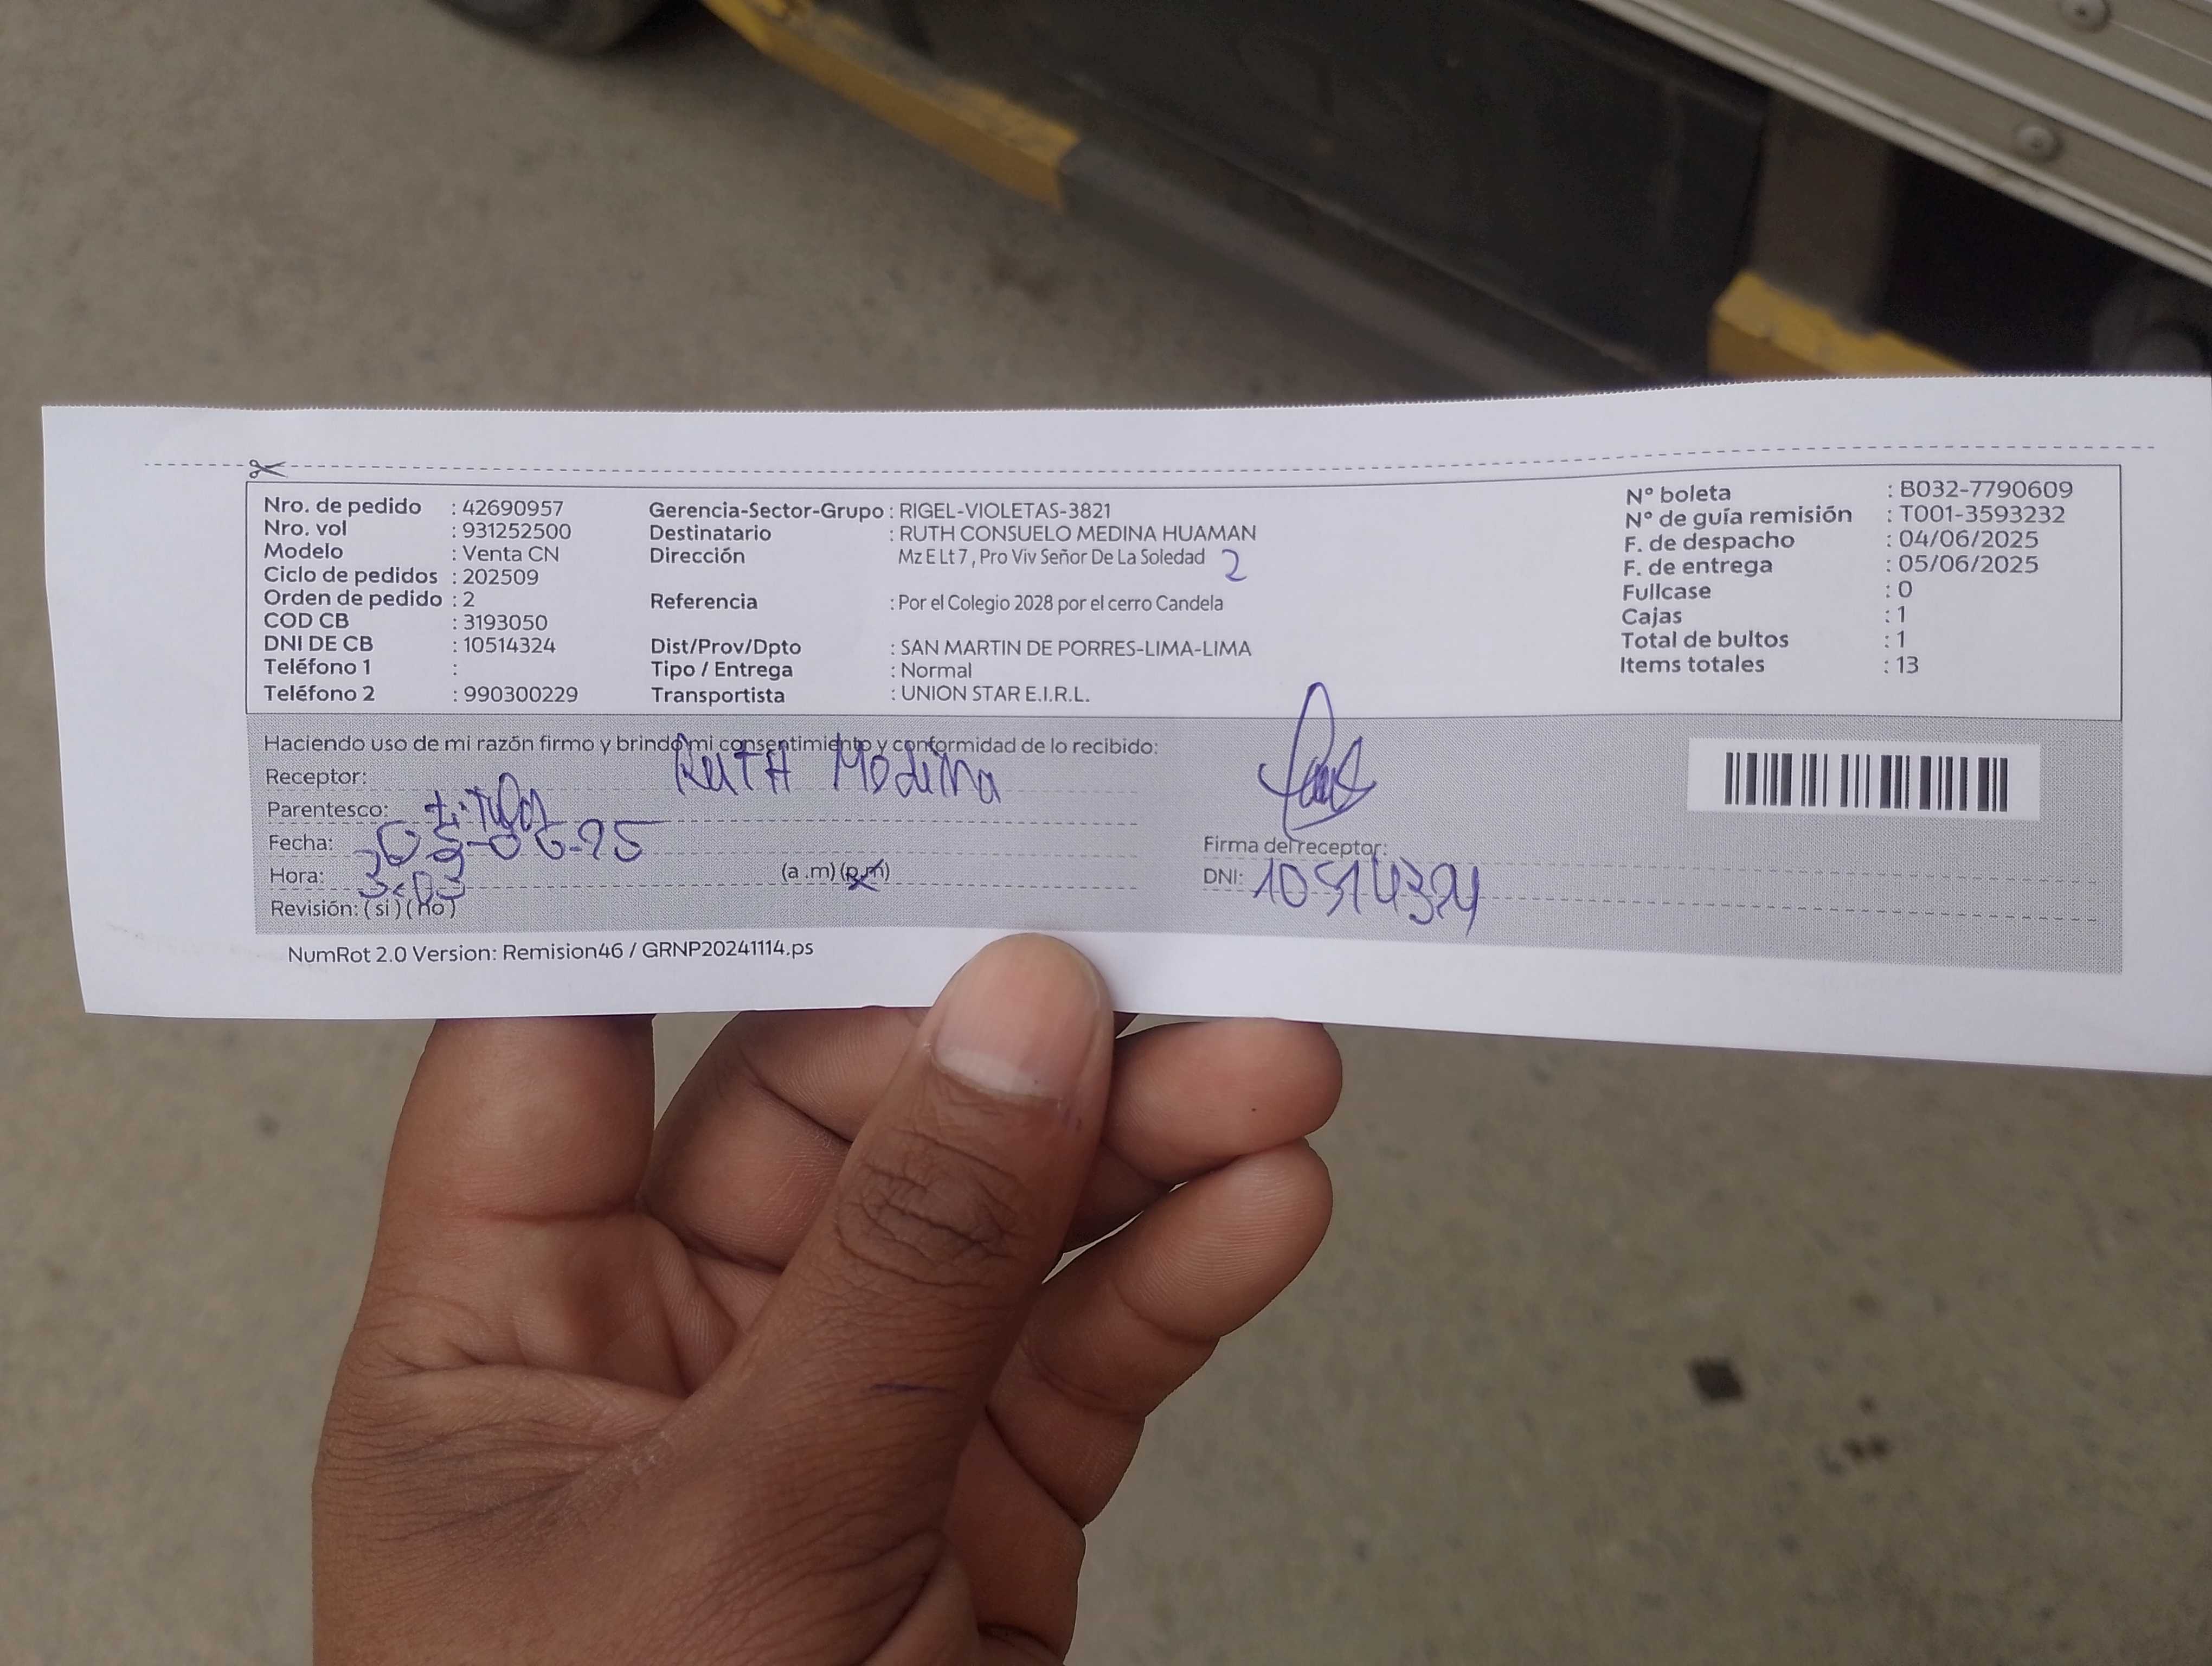 Nro. de pedido : 42690957
Nro. vol : 931252500
Modelo : Venta CN
Ciclo de pedidos : 202509
Orden de pedido : 2
COD CB : 3193050
DNI DE CB : 10514324
Teléfono 1 :
Teléfono 2 : 990300229
Gerencia-Sector-Grupo : RIGEL-VIOLETAS-3821
Destinatario : RUTH CONSUELO MEDINA HUAMAN
Dirección Mz E Lt 7 , Pro Viv Señor De La Soledad 2
Referencia : Por el Colegio 2028 por el cerro Candela
Dist/Prov/Dpto : SAN MARTIN DE PORRES-LIMA-LIMA
Tipo / Entrega : Normal
Transportista : UNION STAR E.I.R.L.
N° boleta : B032-7790609
N° de guía remisión : T001-3593232
F. de despacho : 04/06/2025
F. de entrega : 05/06/2025
Fullcase : 0
Cajas : 1
Total de bultos : 1
Items totales : 13
Haciendo uso de mi razón firmo y brindo mi consentimiento y conformidad de lo recibido:
Receptor: RUTH Medina
Parentesco: titular
Fecha: 05-06-25
Hora: 3:03 (a .m) (p.m)
Revisión: ( si ) ( no )
Firma del receptor:
DNI: 10514324
NumRot 2.0 Version: Remision46 / GRNP20241114.ps